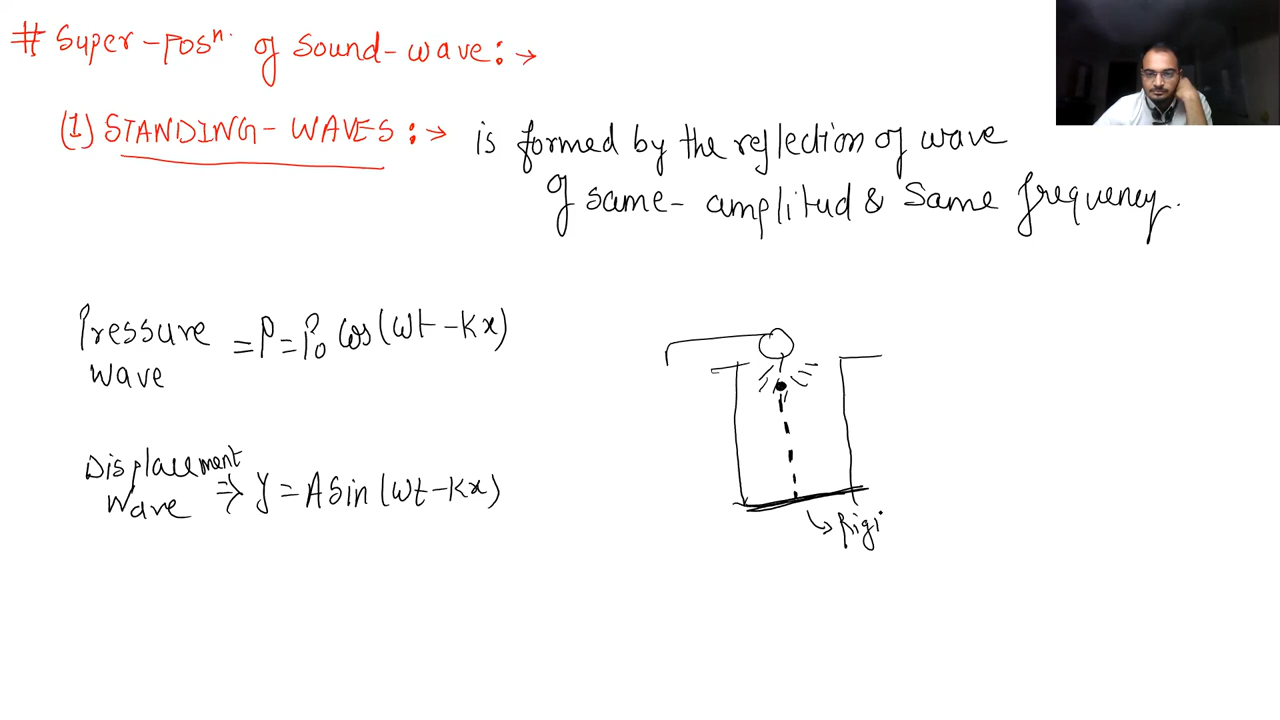 # Super-posn. of sound-wave:→
(1) STANDING-WAVES:→ is formed by the reflection of wave
of same-amplitud & Same frequency.
Pressure wave = P = P₀ cos(ωt-kx)
Displacement wave ⇒ y = A sin(ωt-kx)
↳ Rigi